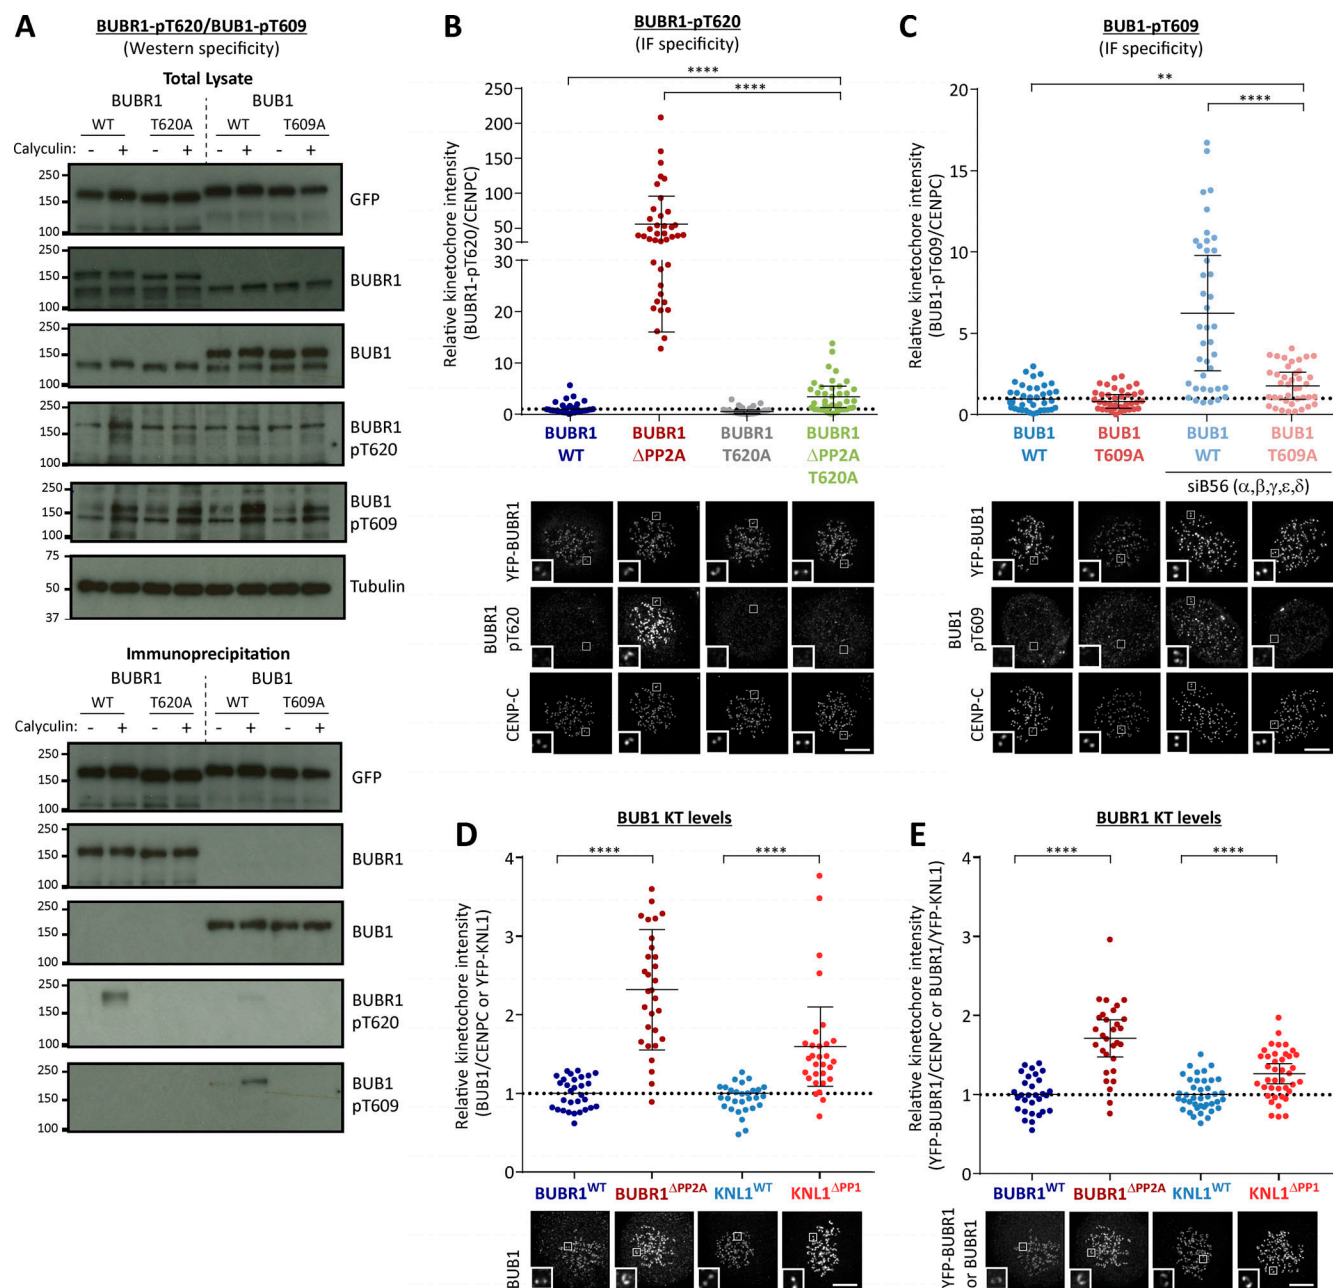 A
BUBR1-pT620/BUB1-pT609
(Western specificity)
Total Lysate
BUBR1
BUB1
WT
T620A
WT
T609A
Calyculin: - + - + - + - +
250
150
100
GFP
250
150
100
BUBR1
250
150
100
BUB1
250
150
100
BUBR1
pT620
250
150
100
BUB1
pT609
75
50
37
Tubulin
Immunoprecipitation
BUBR1
BUB1
WT
T620A
WT
T609A
Calyculin: - + - + - + - +
250
150
100
GFP
250
150
100
BUBR1
250
150
100
BUB1
250
150
100
BUBR1
pT620
250
150
100
BUB1
pT609
B
BUBR1-pT620
(IF specificity)
****
****
Relative kinetochore intensity
(BUBR1-pT620/CENPC)
250
200
150
100
50
30
30
20
10
0
BUBR1
WT
BUBR1
ΔPP2A
BUBR1
T620A
BUBR1
ΔPP2A
T620A
YFP-BUBR1
BUBR1
pT620
CENP-C
C
BUB1-pT609
(IF specificity)
**
****
Relative kinetochore intensity
(BUB1-pT609/CENPC)
20
15
10
5
0
BUB1
WT
BUB1
T609A
BUB1
WT
BUB1
T609A
siB56 (α,β,γ,ε,δ)
YFP-BUB1
BUB1
pT609
CENP-C
D
BUB1 KT levels
****
****
Relative kinetochore intensity
(BUB1/CENPC or YFP-KNL1)
4
3
2
1
0
BUBR1WT
BUBR1ΔPP2A
KNL1WT
KNL1ΔPP1
BUB1
E
BUBR1 KT levels
****
****
Relative kinetochore intensity
(YFP-BUBR1/CENPC or BUBR1/YFP-KNL1)
4
3
2
1
0
BUBR1WT
BUBR1ΔPP2A
KNL1WT
KNL1ΔPP1
YFP-BUBR1
or BUBR1